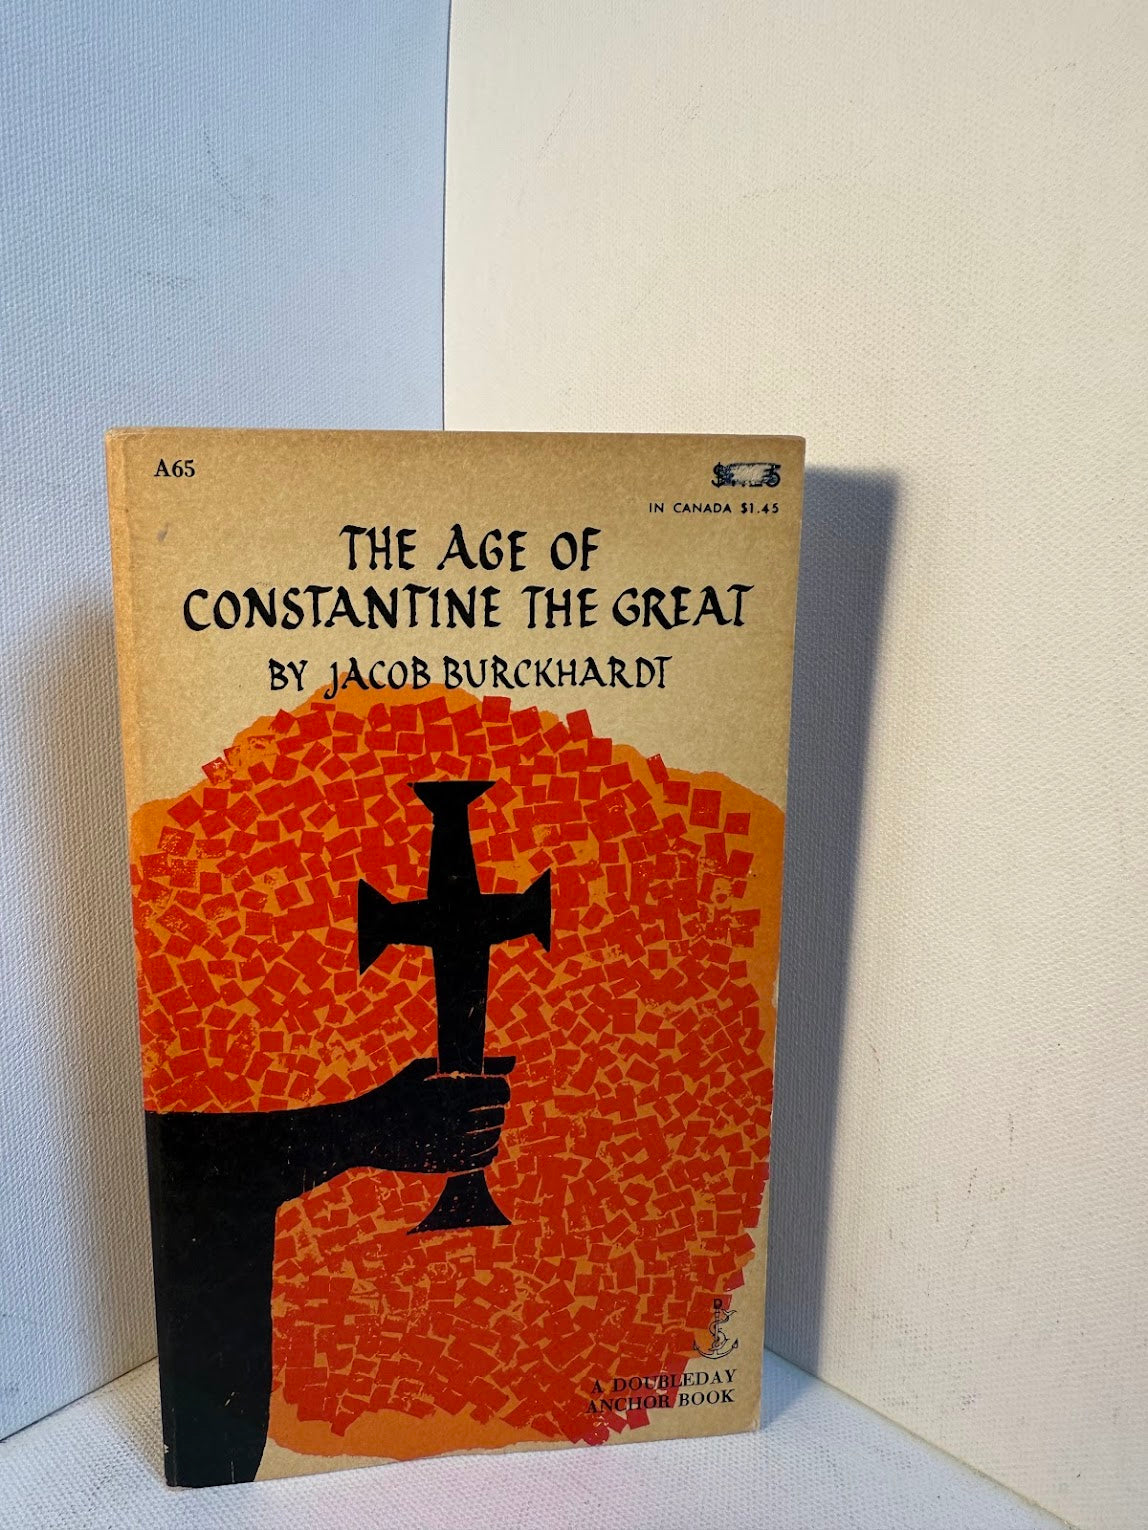 A65
IN CANADA $1.45
THE AGE OF
CONSTANTINE THE GREAT
BY JACOB BURCKHARDT
D
A DOUBLEDAY
ANCHOR BOOK